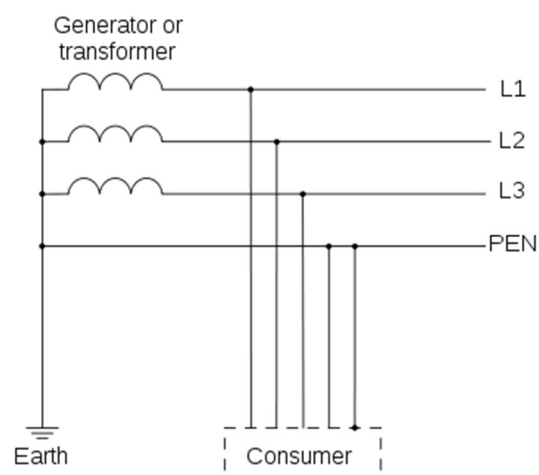 Generator or
transformer
L1
L2
L3
PEN
Earth
Consumer